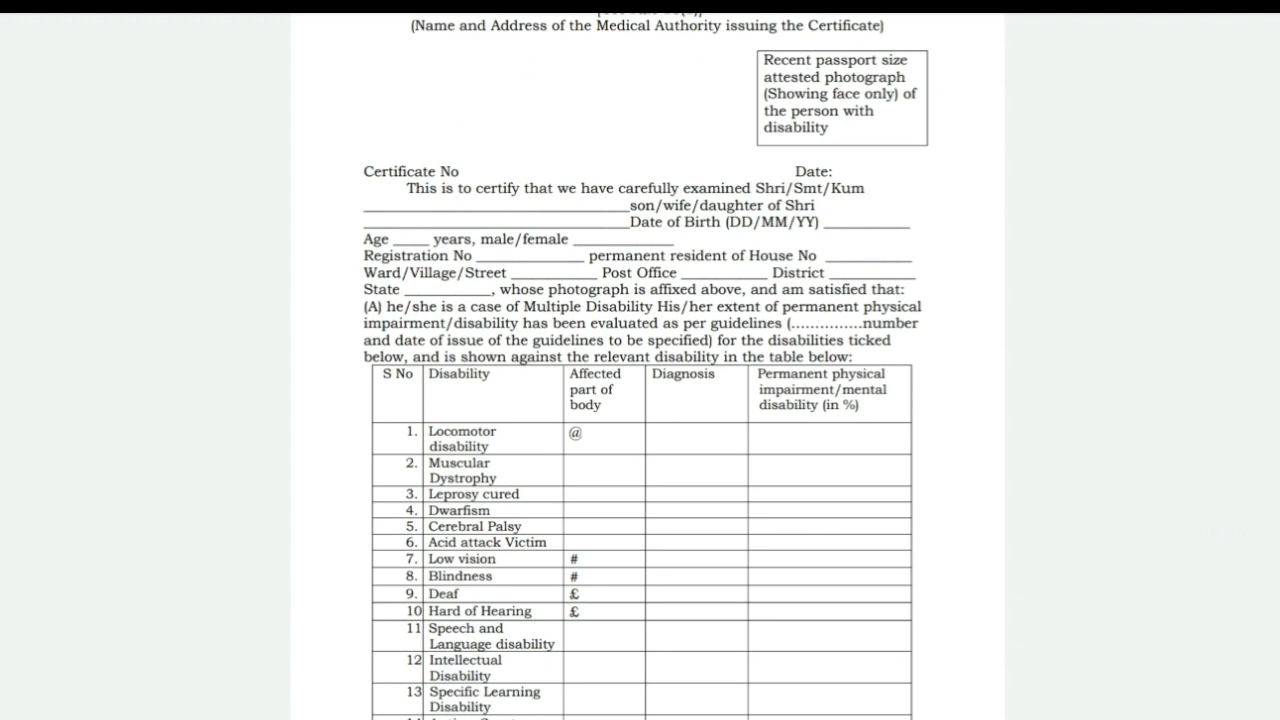 (Name and Address of the Medical Authority issuing the Certificate)
Recent passport size
attested photograph
(Showing face only) of
the person with
disability
Certificate No Date:
This is to certify that we have carefully examined Shri/Smt/Kum
______________________________son/wife/daughter of Shri
______________________________Date of Birth (DD/MM/YY) __________
Age ____ years, male/female ___________
Registration No ____________ permanent resident of House No __________
Ward/Village/Street __________ Post Office __________ District __________
State __________, whose photograph is affixed above, and am satisfied that:
(A) he/she is a case of Multiple Disability His/her extent of permanent physical
impairment/disability has been evaluated as per guidelines (..............number
and date of issue of the guidelines to be specified) for the disabilities ticked
below, and is shown against the relevant disability in the table below:
S No Disability Affected part of body Diagnosis Permanent physical impairment/mental disability (in %)
1. Locomotor disability @
2. Muscular Dystrophy
3. Leprosy cured
4. Dwarfism
5. Cerebral Palsy
6. Acid attack Victim
7. Low vision #
8. Blindness #
9. Deaf £
10 Hard of Hearing £
11 Speech and Language disability
12 Intellectual Disability
13 Specific Learning Disability